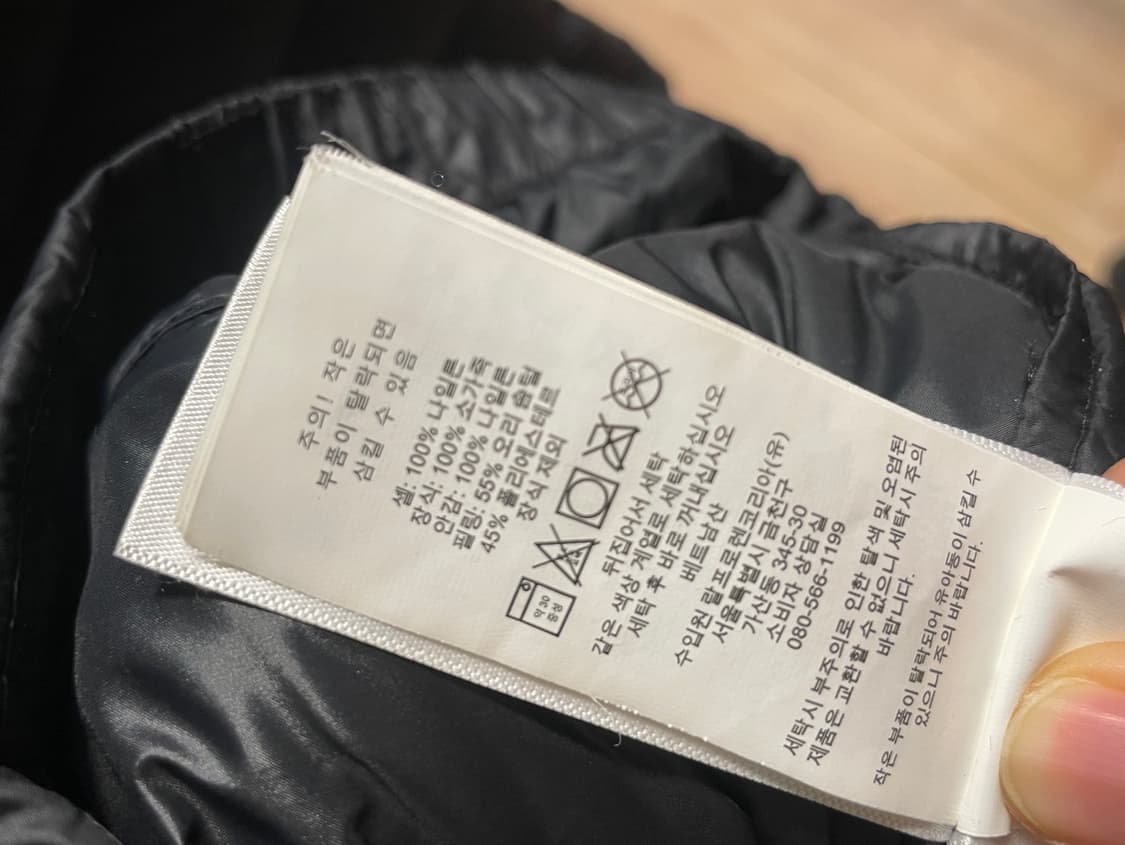 주의! 작은
부품이 탈락되면
삼킬 수 있음
셸: 100% 나일론
장식: 100% 소가죽
안감: 100% 나일론
필링: 55% 오리 솜털
45% 폴리에스테르
장식 제외
약 30
중성
뒤집어서 세탁
같은 색상 계열로 세탁하십시오
세탁 후 바로 꺼내십시오
베트남산
수입원 랄프로렌코리아(유)
서울특별시 금천구
가산동 345-30
소비자 상담실
080-566-1199
세탁시 부주의로 인한 탈색 및 오염된
제품은 교환할 수 없으니 세탁시 주의
바랍니다.
작은 부품이 탈락되어 유아동이 삼킬 수
있으니 주의 바랍니다.